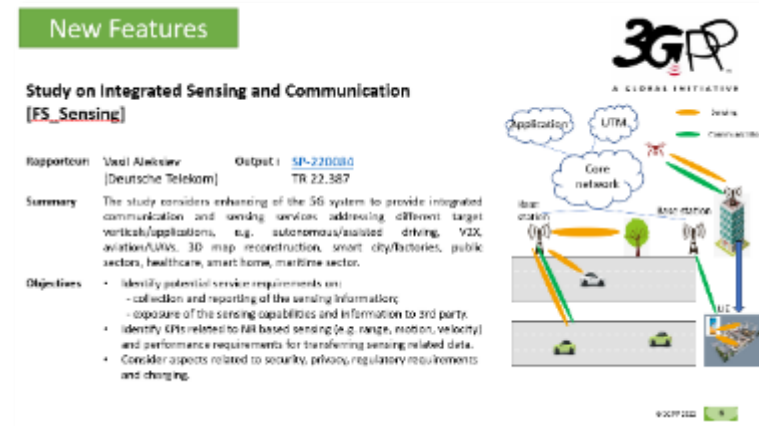 New Features
3GPP
A GLOBAL INITIATIVE
Study on Integrated Sensing and Communication
[FS_Sensing]
Rapporteur: Vasil Aleksiev Output: SP-220084
(Deutsche Telekom) TR 22.387
Summary The study considers enhancing of the 5G system to provide integrated
communication and sensing services addressing different target
verticals/applications, e.g. autonomous/assisted driving, V2X,
aviation/UAVs, 3D map reconstruction, smart city/factories, public
sectors, healthcare, smart home, maritime sector.
Objectives • Identify potential service requirements on:
- collection and reporting of the sensing information;
- exposure of the sensing capabilities and information to 3rd party.
• Identify KPIs related to NR based sensing (e.g. range, motion, velocity)
and performance requirements for transferring sensing related data.
• Consider aspects related to security, privacy, regulatory requirements
and charging.
Sensing
Communication
Application
UTM
Core
network
Base
station
Base station
UE
© 3GPP 2022